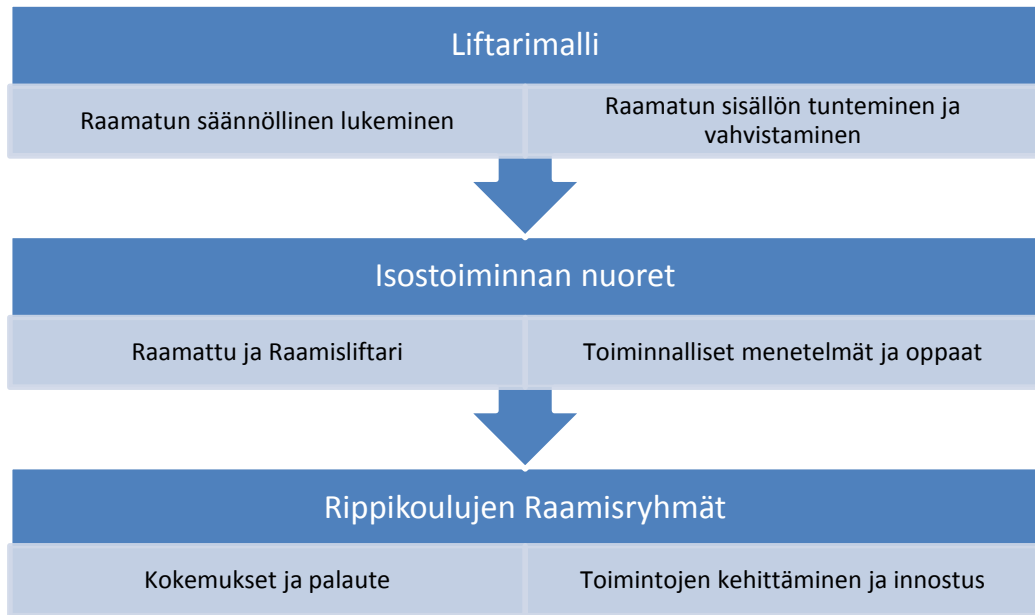 Liftarimalli
Raamatun säännöllinen lukeminen
Raamatun sisällön tunteminen ja
vahvistaminen
Isostoiminnan nuoret
Raamattu ja Raamisliftari
Toiminnalliset menetelmät ja oppaat
Rippikoulujen Raamisryhmät
Kokemukset ja palaute
Toimintojen kehittäminen ja innostus